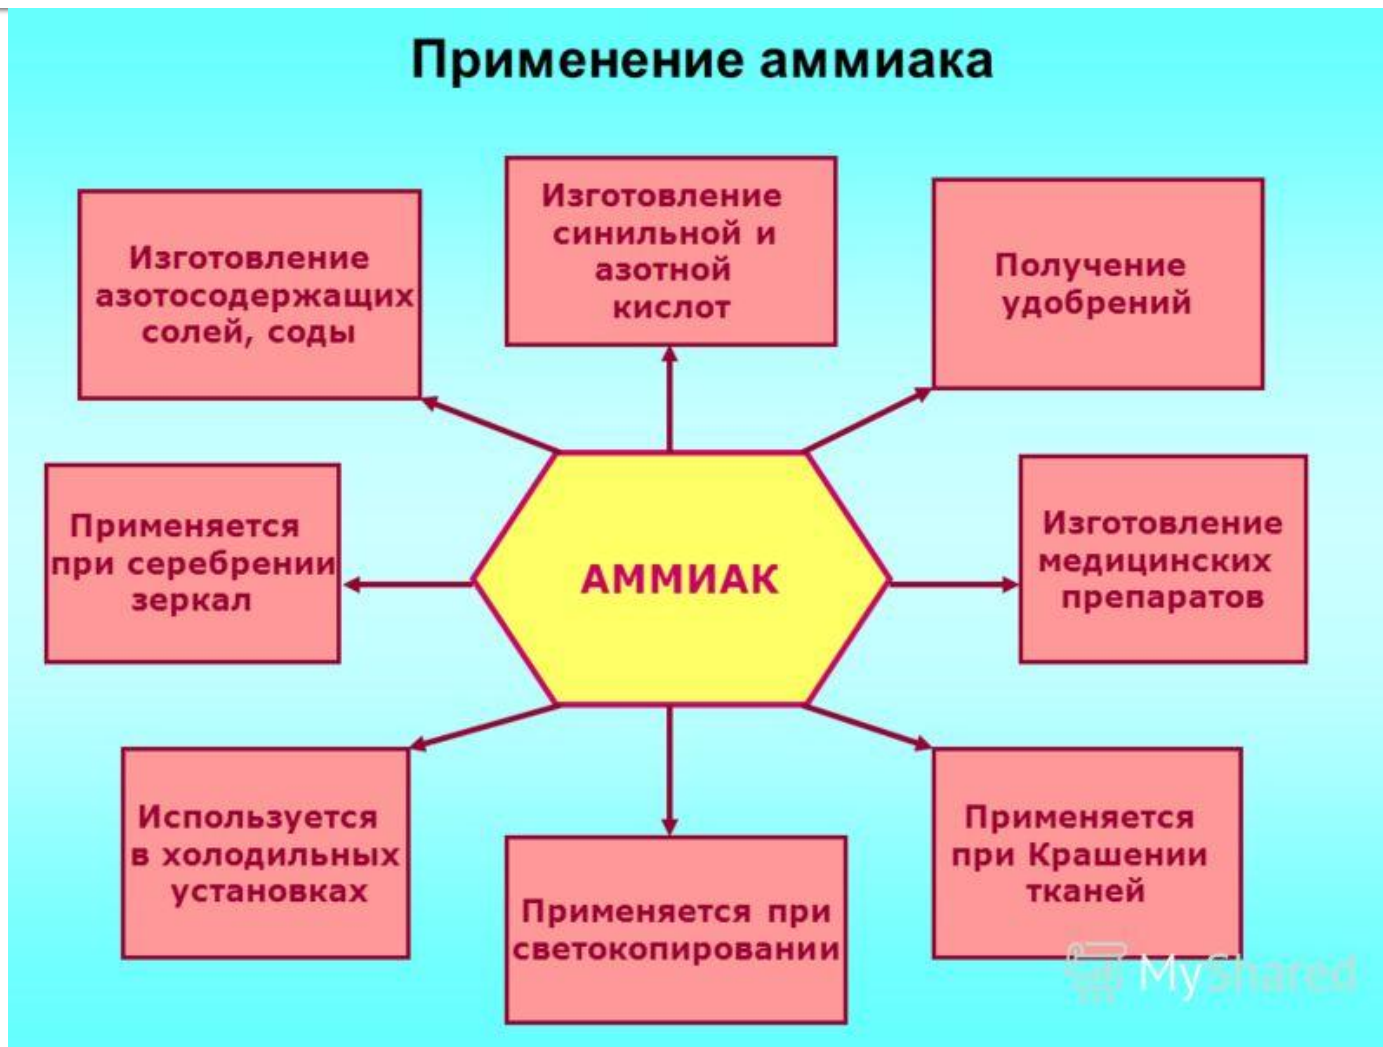 Применение аммиака
Изготовление
азотосодержащих
солей, соды
Изготовление
синильной и
азотной
кислот
Получение
удобрений
Применяется
при серебрении
зеркал
АММИАК
Изготовление
медицинских
препаратов
Используется
в холодильных
установках
Применяется при
светокопировании
Применяется
при Крашении
тканей
MyShared